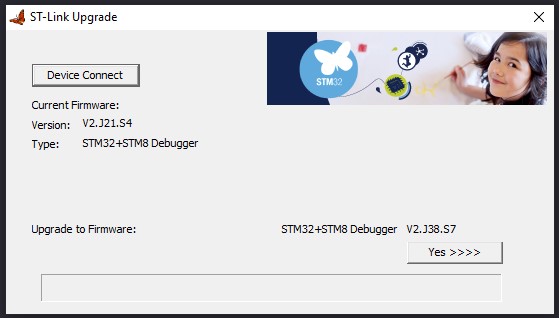 ST-Link Upgrade
STM32
Device Connect
Current Firmware:
Version: V2.J21.S4
Type: STM32+STM8 Debugger
Upgrade to Firmware: STM32+STM8 Debugger V2.J38.S7
Yes >>>>